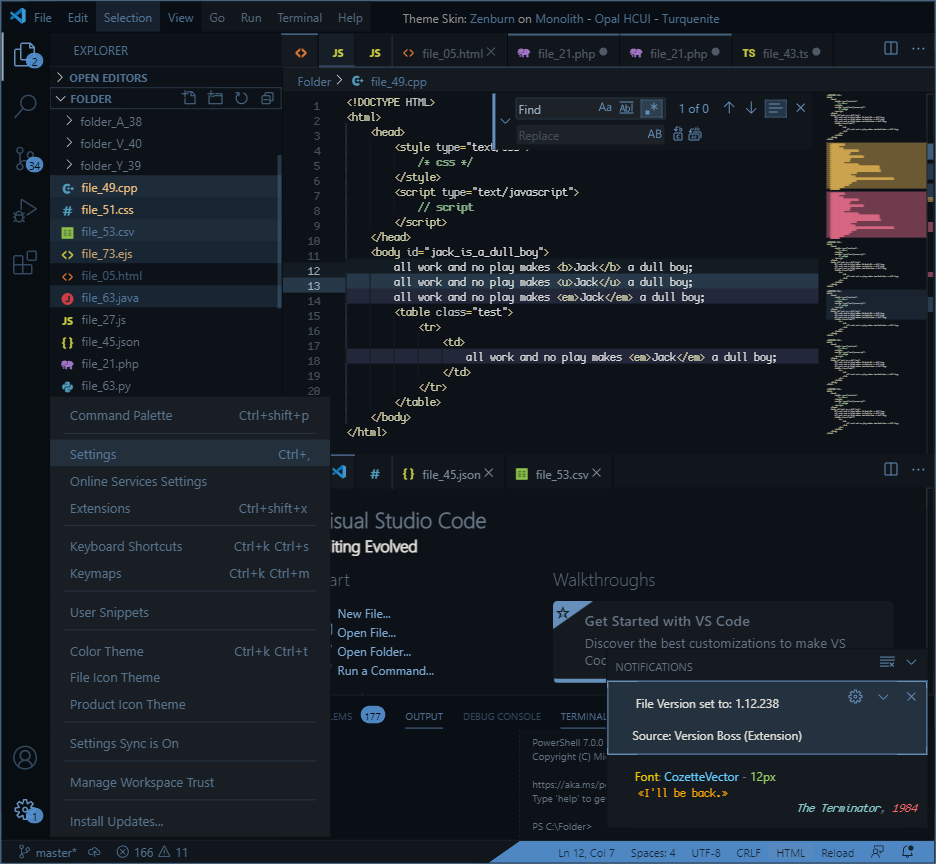 File Edit Selection View Go Run Terminal Help Theme Skin: Zenburn on Monolith - Opal HCUI - Turquenite
2
34
1
EXPLORER
OPEN EDITORS
FOLDER
folder_A_38
folder_V_40
folder_Y_39
file_49.cpp
# file_51.css
file_53.csv
<> file_73.ejs
<> file_05.html
file_63.java
JS file_27.js
{} file_45.json
file_21.php
file_63.py
JS JS <> file_05.html file_21.php file_21.php TS file_43.ts
Folder > file_49.cpp
Find Aa Abl .* 1 of 0
Replace AB
1 <!DOCTYPE HTML>
2 <html>
3 <head>
4 <style type="text/css">
5 /* css */
6 </style>
7 <script type="text/javascript">
8 // script
9 </script>
10 </head>
11 <body id="jack_is_a_dull_boy">
12 all work and no play makes <b>Jack</b> a dull boy;
13 all work and no play makes <u>Jack</u> a dull boy;
14 all work and no play makes <em>Jack</em> a dull boy;
15 <table class="test">
16 <tr>
17 <td>
18 all work and no play makes <em>Jack</em> a dull boy;
19 </td>
20 </tr>
</table>
</body>
</html>
Command Palette Ctrl+shift+p
Settings Ctrl+,
Online Services Settings
Extensions Ctrl+shift+x
Keyboard Shortcuts Ctrl+k Ctrl+s
Keymaps Ctrl+k Ctrl+m
User Snippets
Color Theme Ctrl+k Ctrl+t
File Icon Theme
Product Icon Theme
Settings Sync is On
Manage Workspace Trust
Install Updates...
# {} file_45.json file_53.csv
isual Studio Code
iting Evolved
art
New File...
Open File...
Open Folder...
Run a Command...
Walkthroughs
Get Started with VS Code
Discover the best customizations to make VS
Coc
NOTIFICATIONS
File Version set to: 1.12.238
Source: Version Boss (Extension)
Font: CozetteVector - 12px
«I'll be back.»
The Terminator, 1984
LEMS 177 OUTPUT DEBUG CONSOLE TERMINAL
PowerShell 7.0.0
Copyright (C) Mi
https://aka.ms/p
Type 'help' to ge
PS C:\Folder>
master* 166 11 Ln 12, Col 7 Spaces: 4 UTF-8 CRLF HTML Reload